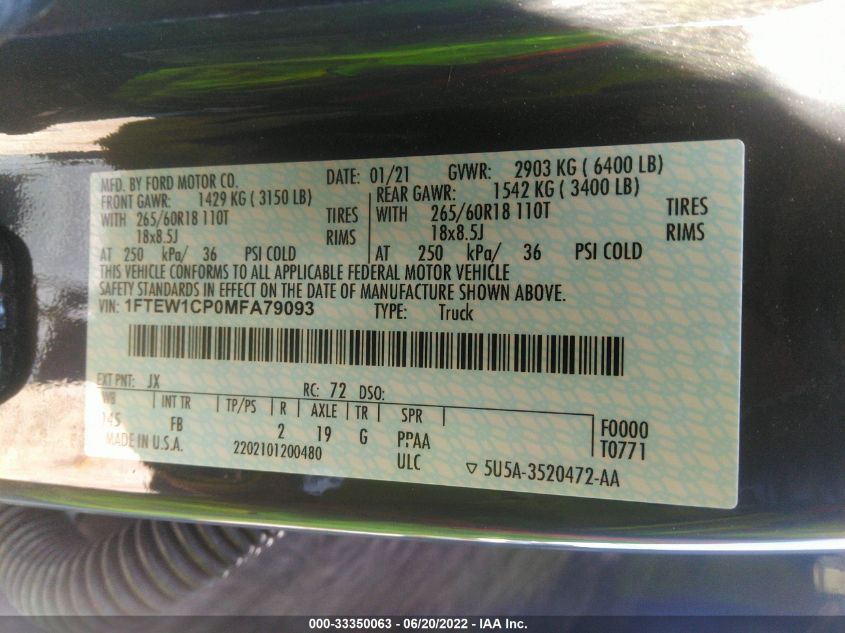 MFD. BY FORD MOTOR CO. DATE: 01/21 GVWR: 2903 KG ( 6400 LB)
FRONT GAWR: 1429 KG ( 3150 LB) REAR GAWR: 1542 KG ( 3400 LB)
WITH 265/60R18 110T TIRES WITH 265/60R18 110T TIRES
18x8.5J RIMS 18x8.5J RIMS
AT 250 kPa/ 36 PSI COLD AT 250 kPa/ 36 PSI COLD
THIS VEHICLE CONFORMS TO ALL APPLICABLE FEDERAL MOTOR VEHICLE
SAFETY STANDARDS IN EFFECT ON THE DATE OF MANUFACTURE SHOWN ABOVE.
VIN: 1FTEW1CP0MFA79093 TYPE: Truck
EXT PNT: JX RC: 72 DSO:
WB INT TR TP/PS R AXLE TR SPR
145 FB 2 19 G PPAA F0000
MADE IN U.S.A. 2202101200480 ULC T0771
▽ 5U5A-3520472-AA
000-33350063 - 06/20/2022 - IAA Inc.